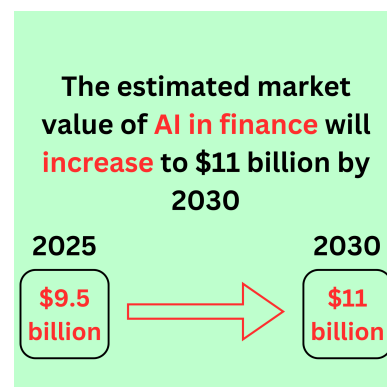 The estimated market
value of AI in finance will
increase to $11 billion by
2030
2025
2030
$9.5
billion
$11
billion